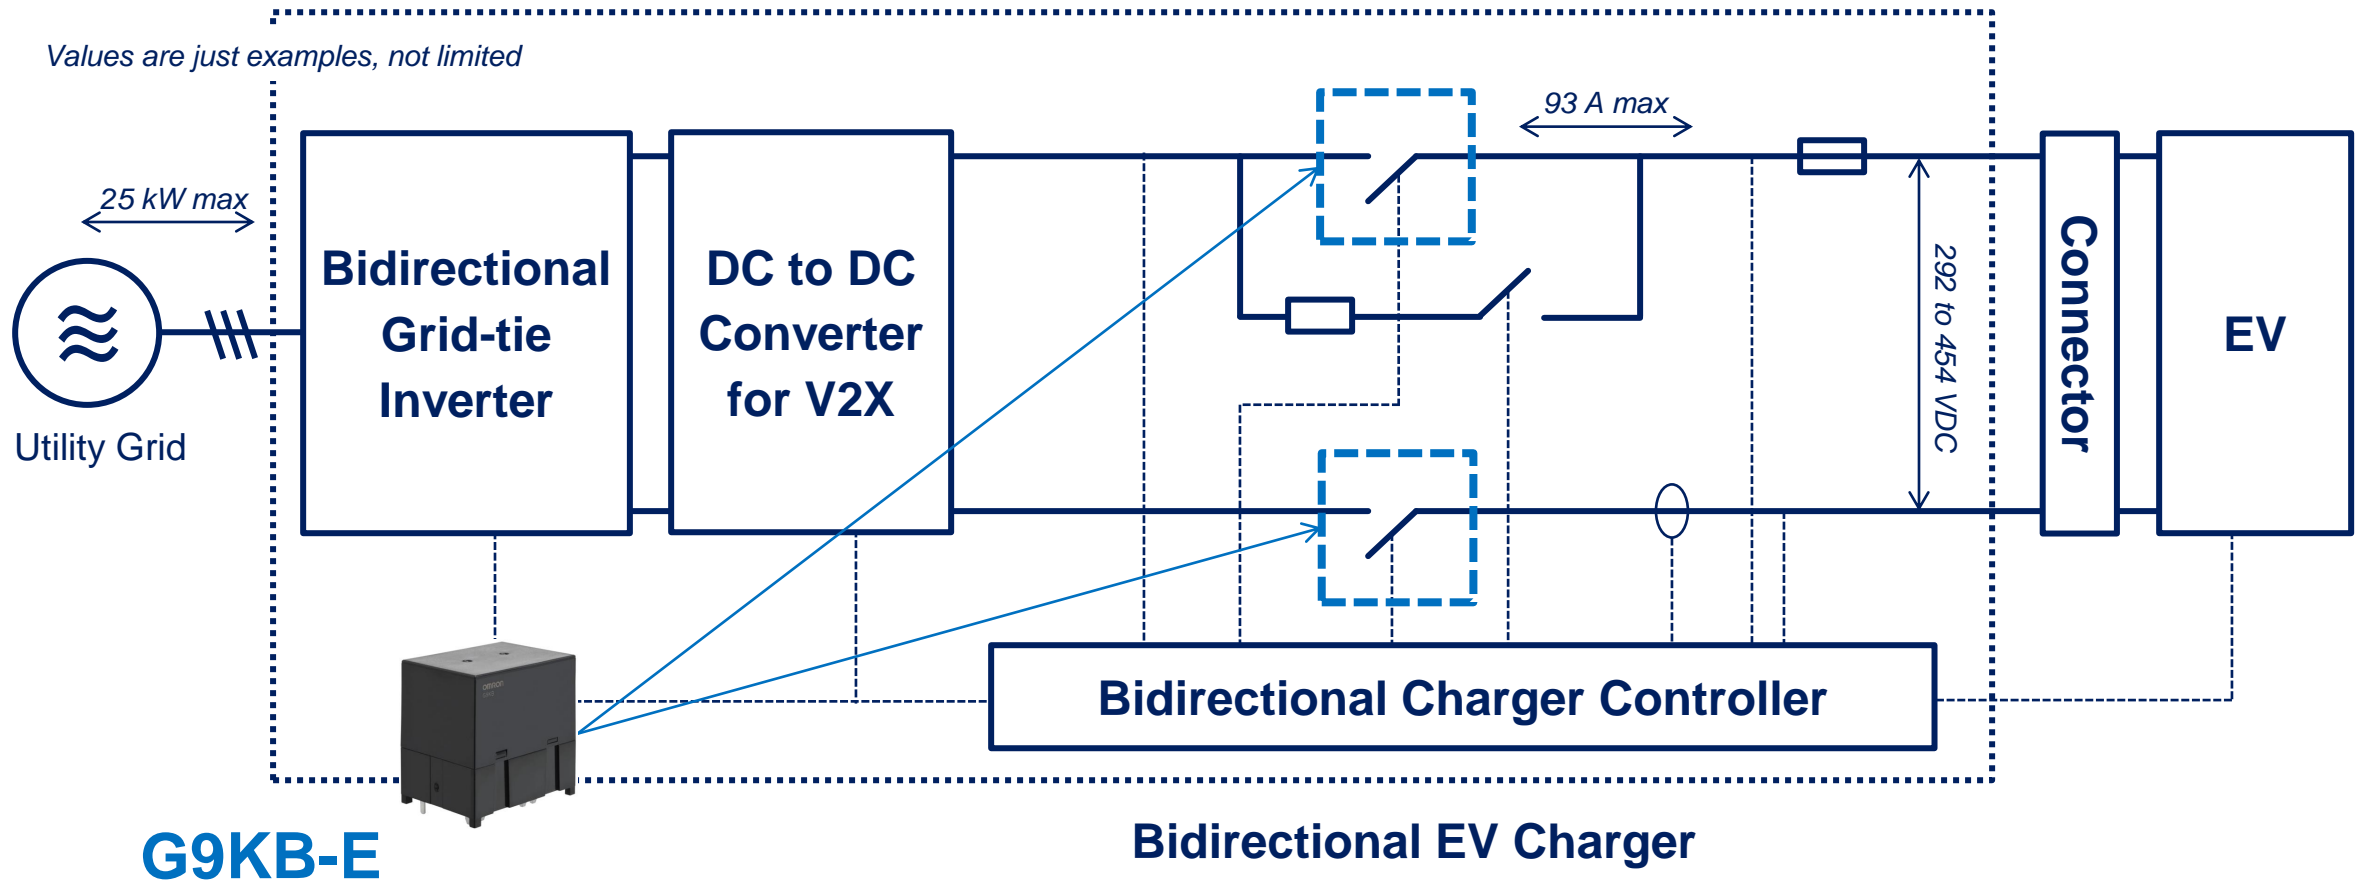 Values are just examples, not limited
93 A max
25 kW max
Bidirectional
Grid-tie
Inverter
DC to DC
Converter
for V2X
292 to 454 VDC
Connector
EV
Utility Grid
omron
Bidirectional Charger Controller
Bidirectional EV Charger
G9KB-E